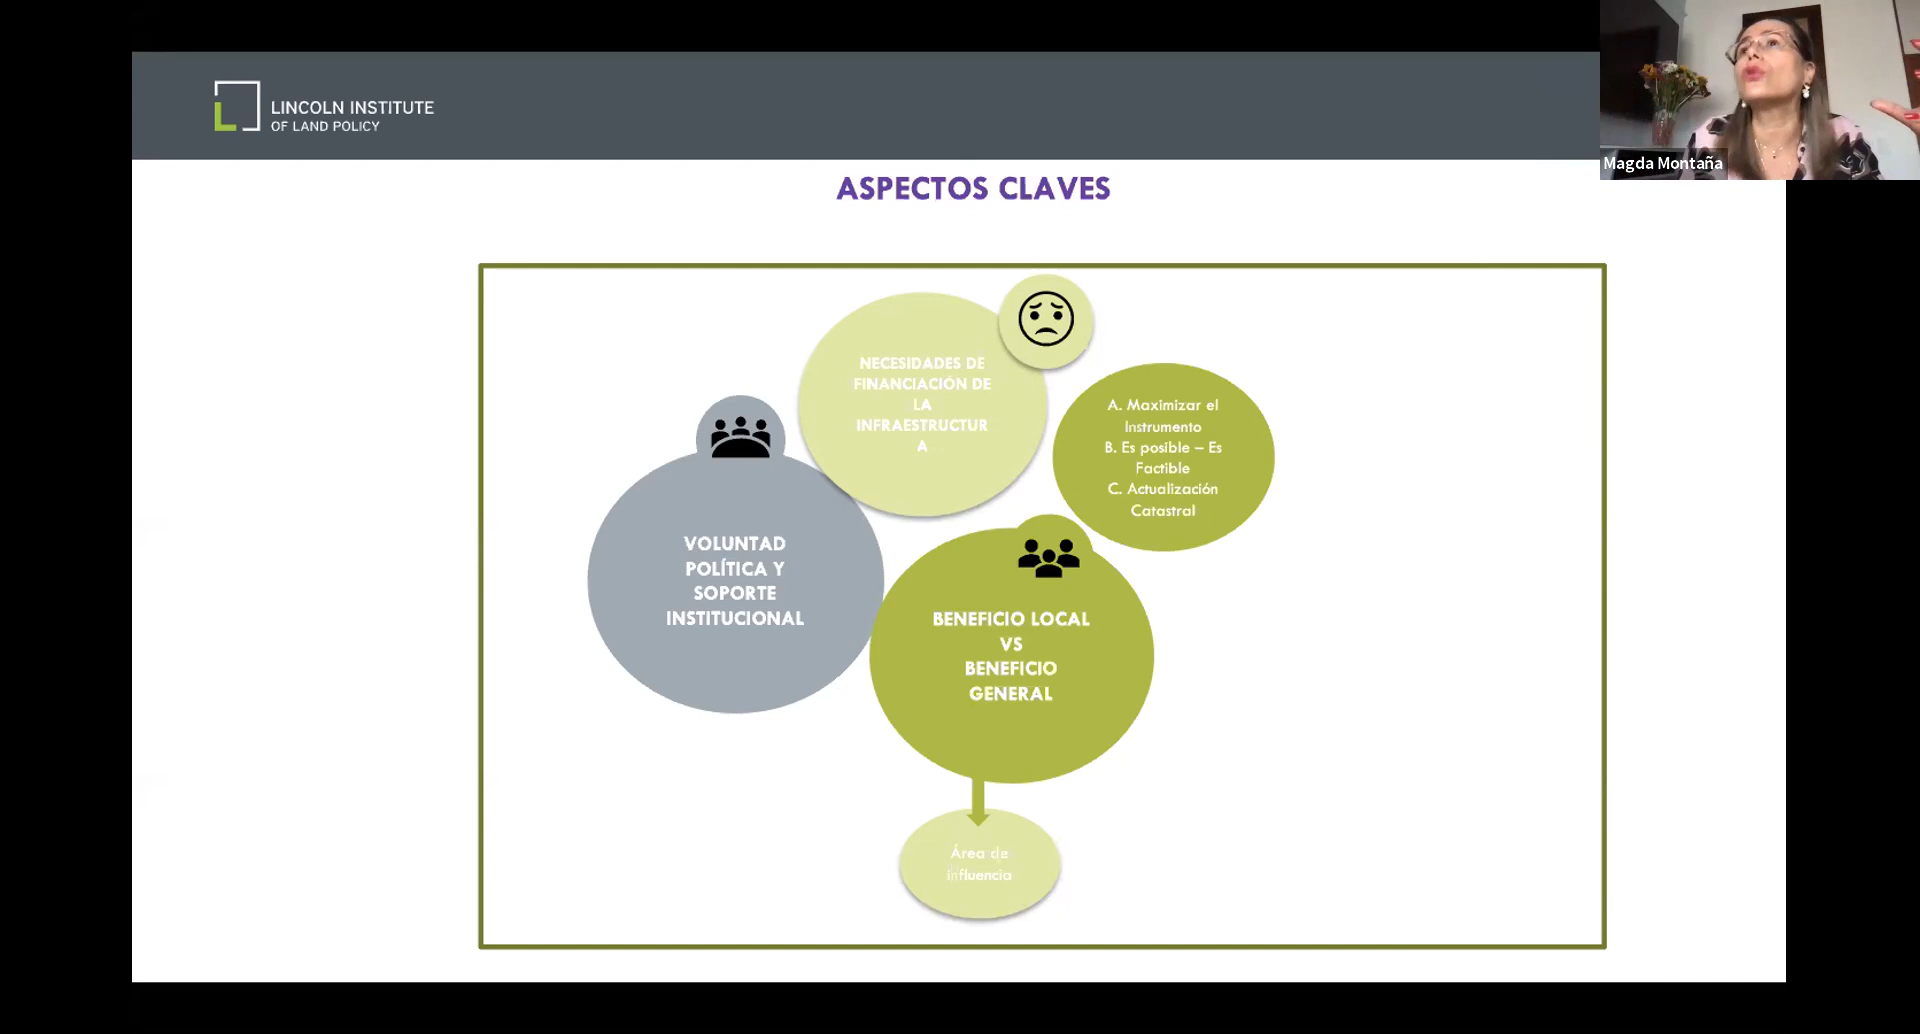 LINCOLN INSTITUTE
OF LAND POLICY
Magda Montaña
ASPECTOS CLAVES
NECESIDADES DE
FINANCIACIÓN DE
LA
INFRAESTRUCTUR
A
A. Maximizar el
Instrumento
B. Es posible – Es
Factible
C. Actualización
Catastral
VOLUNTAD
POLÍTICA Y
SOPORTE
INSTITUCIONAL
BENEFICIO LOCAL
VS
BENEFICIO
GENERAL
Área de
influencia